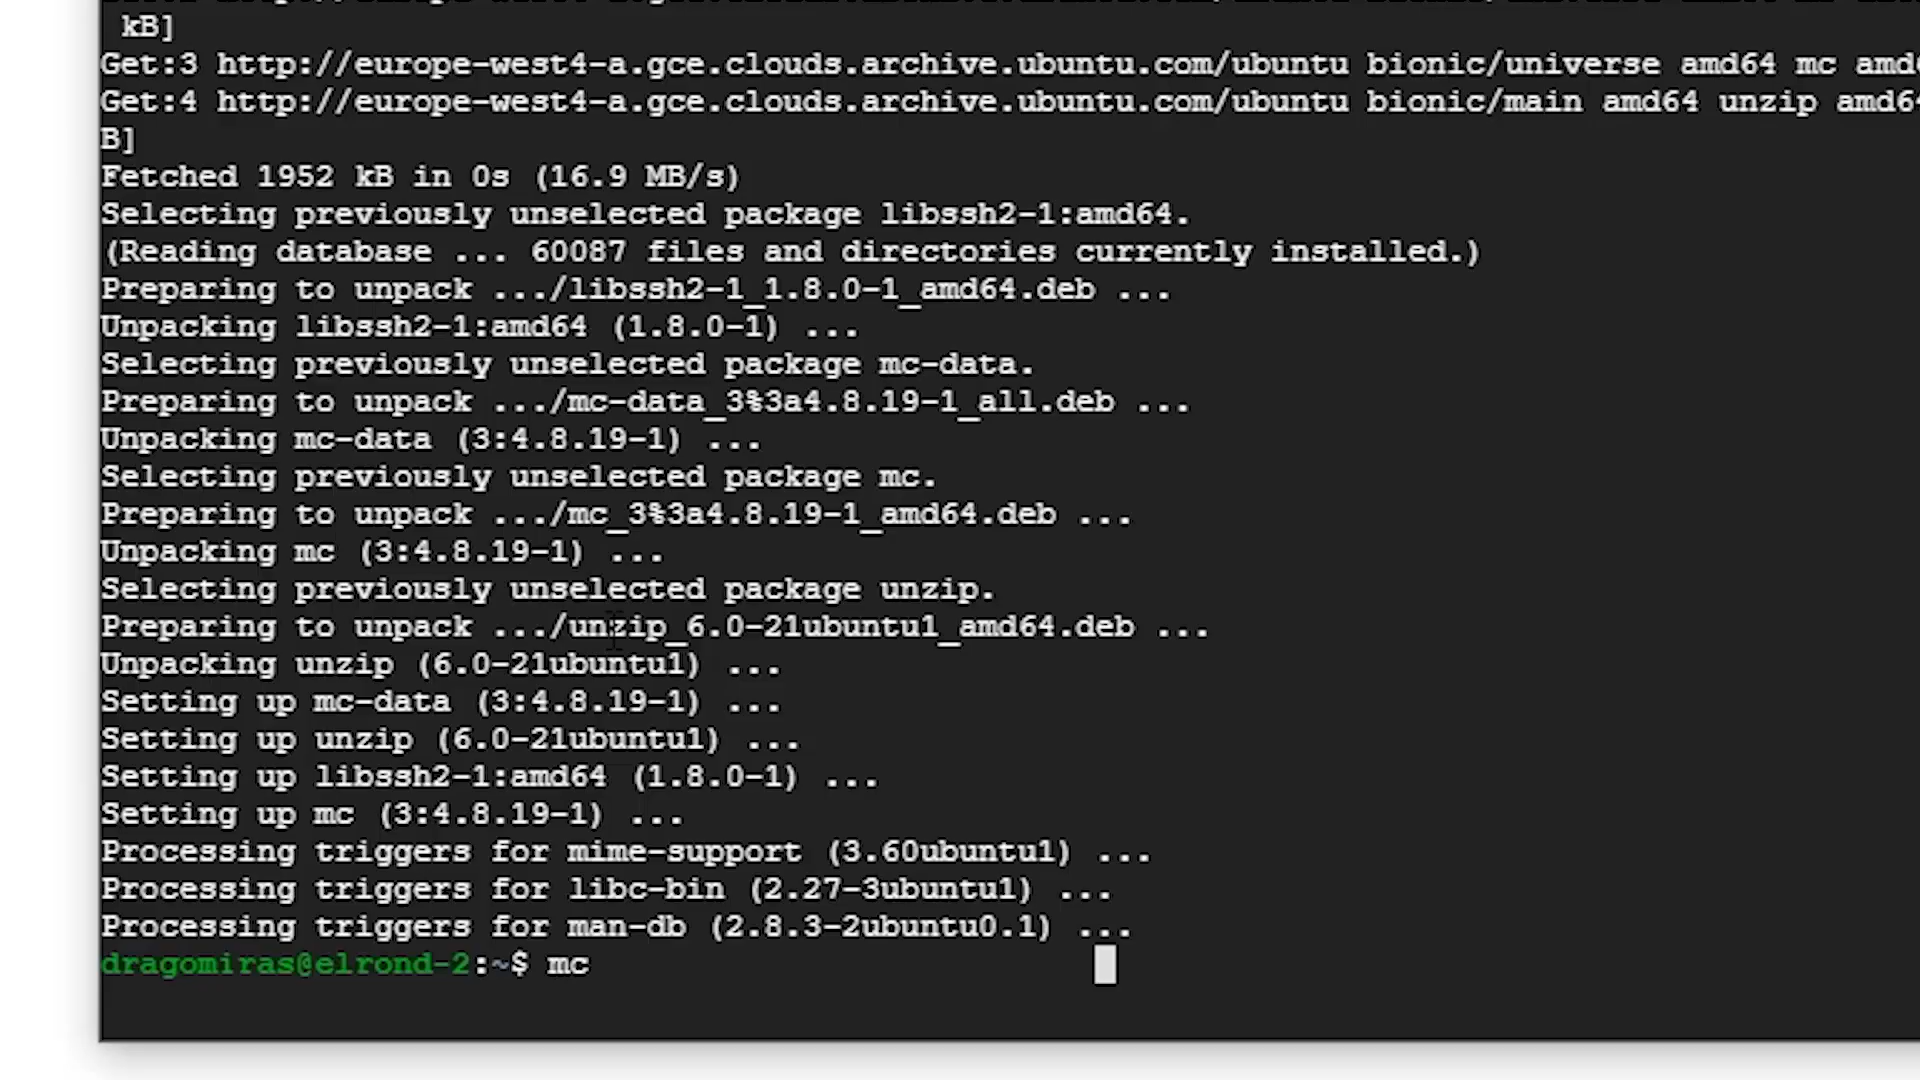 kB]
Get:3 http://europe-west4-a.gce.clouds.archive.ubuntu.com/ubuntu bionic/universe amd64 mc
Get:4 http://europe-west4-a.gce.clouds.archive.ubuntu.com/ubuntu bionic/main amd64 unzip
B]
Fetched 1952 kB in 0s (16.9 MB/s)
Selecting previously unselected package libssh2-1:amd64.
(Reading database ... 60087 files and directories currently installed.)
Preparing to unpack .../libssh2-1_1.8.0-1_amd64.deb ...
Unpacking libssh2-1:amd64 (1.8.0-1) ...
Selecting previously unselected package mc-data.
Preparing to unpack .../mc-data_3%3a4.8.19-1_all.deb ...
Unpacking mc-data (3:4.8.19-1) ...
Selecting previously unselected package mc.
Preparing to unpack .../mc_3%3a4.8.19-1_amd64.deb ...
Unpacking mc (3:4.8.19-1) ...
Selecting previously unselected package unzip.
Preparing to unpack .../unzip_6.0-21ubuntu1_amd64.deb ...
Unpacking unzip (6.0-21ubuntu1) ...
Setting up mc-data (3:4.8.19-1) ...
Setting up unzip (6.0-21ubuntu1) ...
Setting up libssh2-1:amd64 (1.8.0-1) ...
Setting up mc (3:4.8.19-1) ...
Processing triggers for mime-support (3.60ubuntu1) ...
Processing triggers for libc-bin (2.27-3ubuntu1) ...
Processing triggers for man-db (2.8.3-2ubuntu0.1) ...
dragomiras@elrond-2:~$ mc